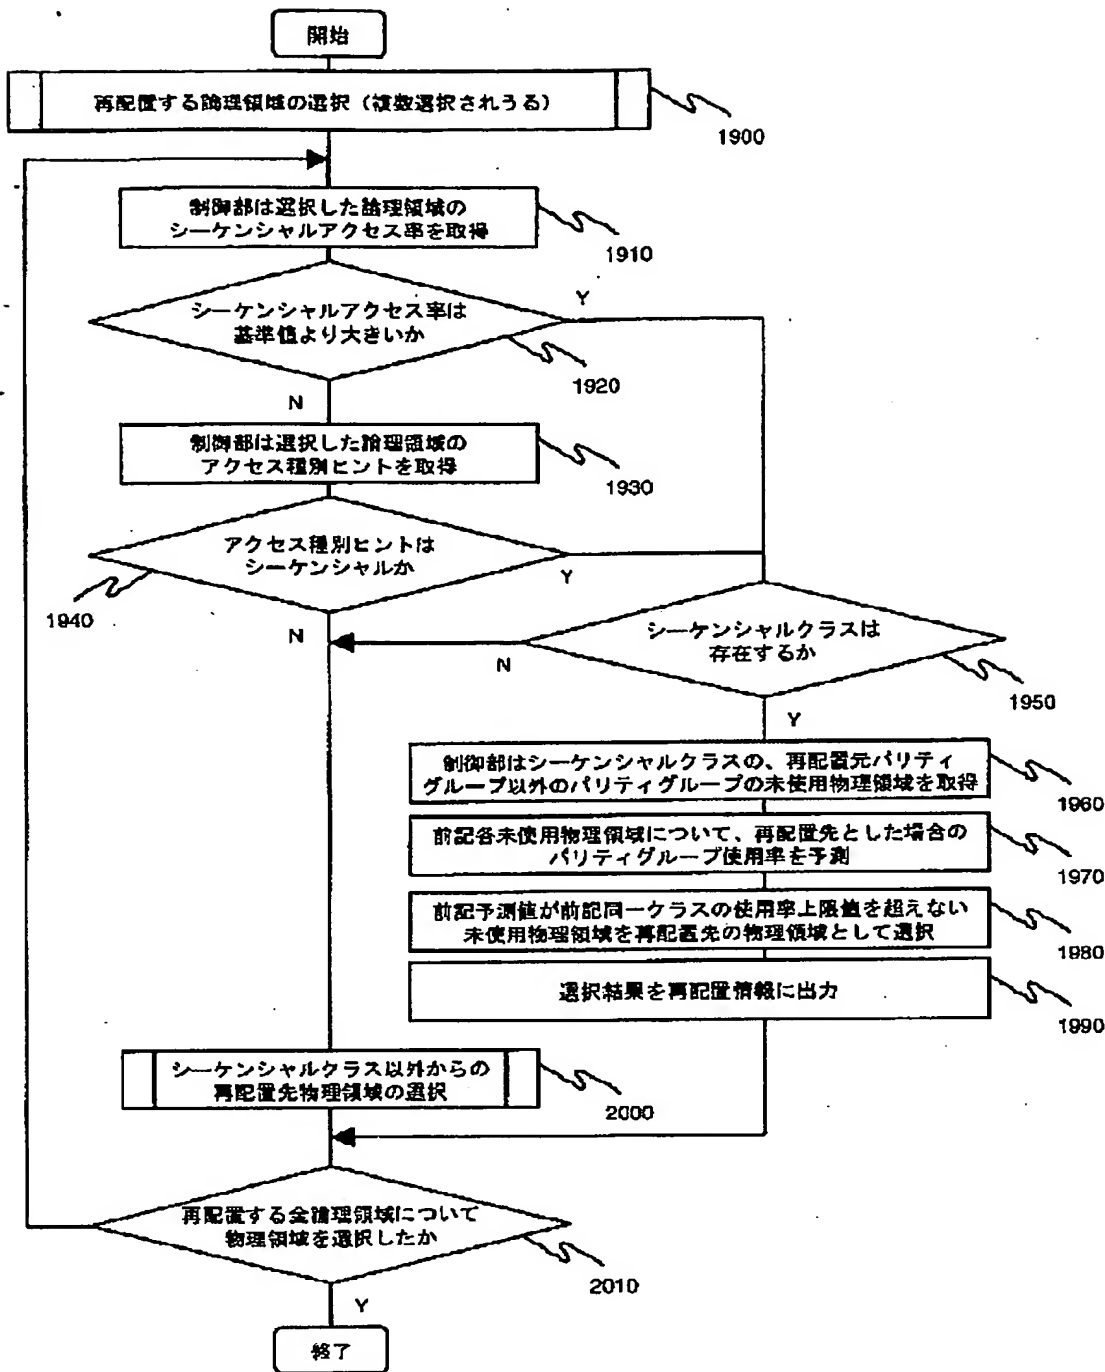 開始
再配置する論理領域の選択（複数選択されうる）
1900
制御部は選択した論理領域の
シーケンシャルアクセス率を取得
1910
シーケンシャルアクセス率は
基準値より大きいか
Y
1920
N
制御部は選択した論理領域の
アクセス種別ヒントを取得
1930
アクセス種別ヒントは
シーケンシャルか
Y
1940
N
シーケンシャルクラスは
存在するか
N
1950
Y
制御部はシーケンシャルクラスの、再配置元パリティ
グループ以外のパリティグループの未使用物理領域を取得
1960
前記各未使用物理領域について、再配置先とした場合の
パリティグループ使用率を予測
1970
前記予測値が前記同一クラスの使用率上限値を超えない
未使用物理領域を再配置先の物理領域として選択
1980
選択結果を再配置情報に出力
1990
シーケンシャルクラス以外からの
再配置先物理領域の選択
2000
再配置する全論理領域について
物理領域を選択したか
2010
Y
終了